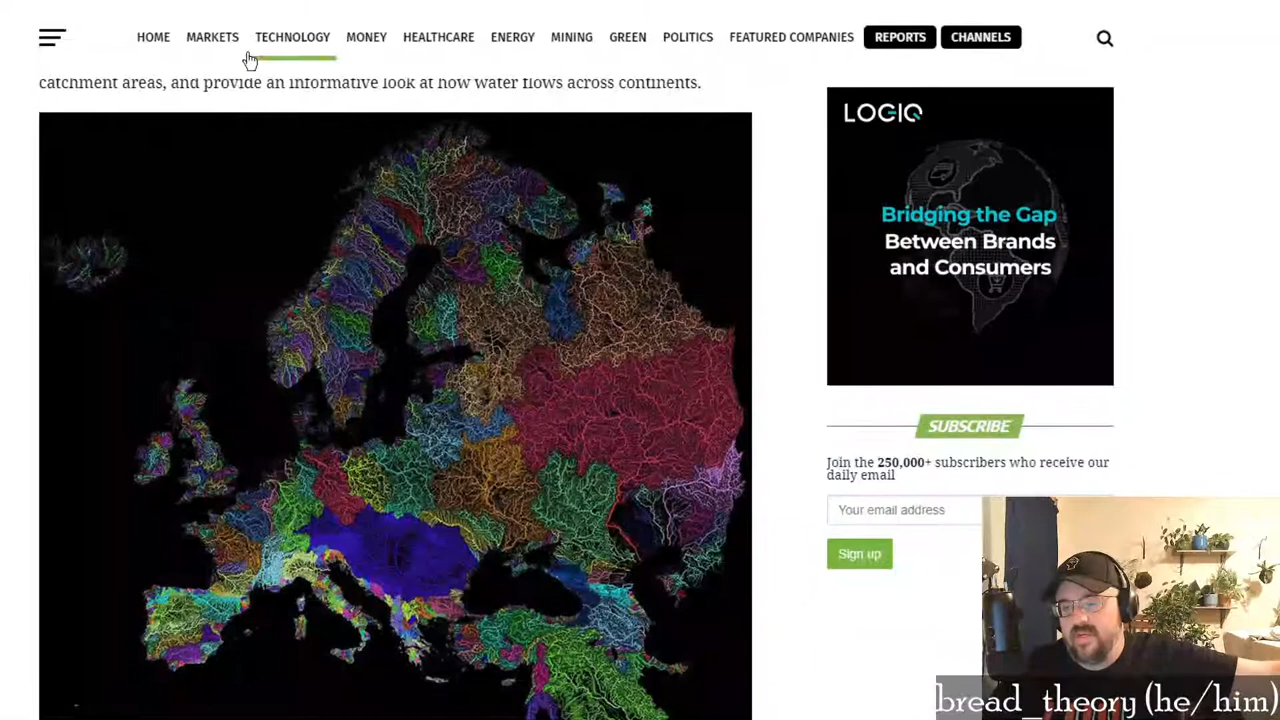 HOME MARKETS TECHNOLOGY MONEY HEALTHCARE ENERGY MINING GREEN POLITICS FEATURED COMPANIES REPORTS CHANNELS
catchment areas, and provide an informative look at how water flows across continents.
LOGIQ
Bridging the Gap
Between Brands
and Consumers
SUBSCRIBE
Join the 250,000+ subscribers who receive our
daily email
Your email address
Sign up
bread_theory (he/him)